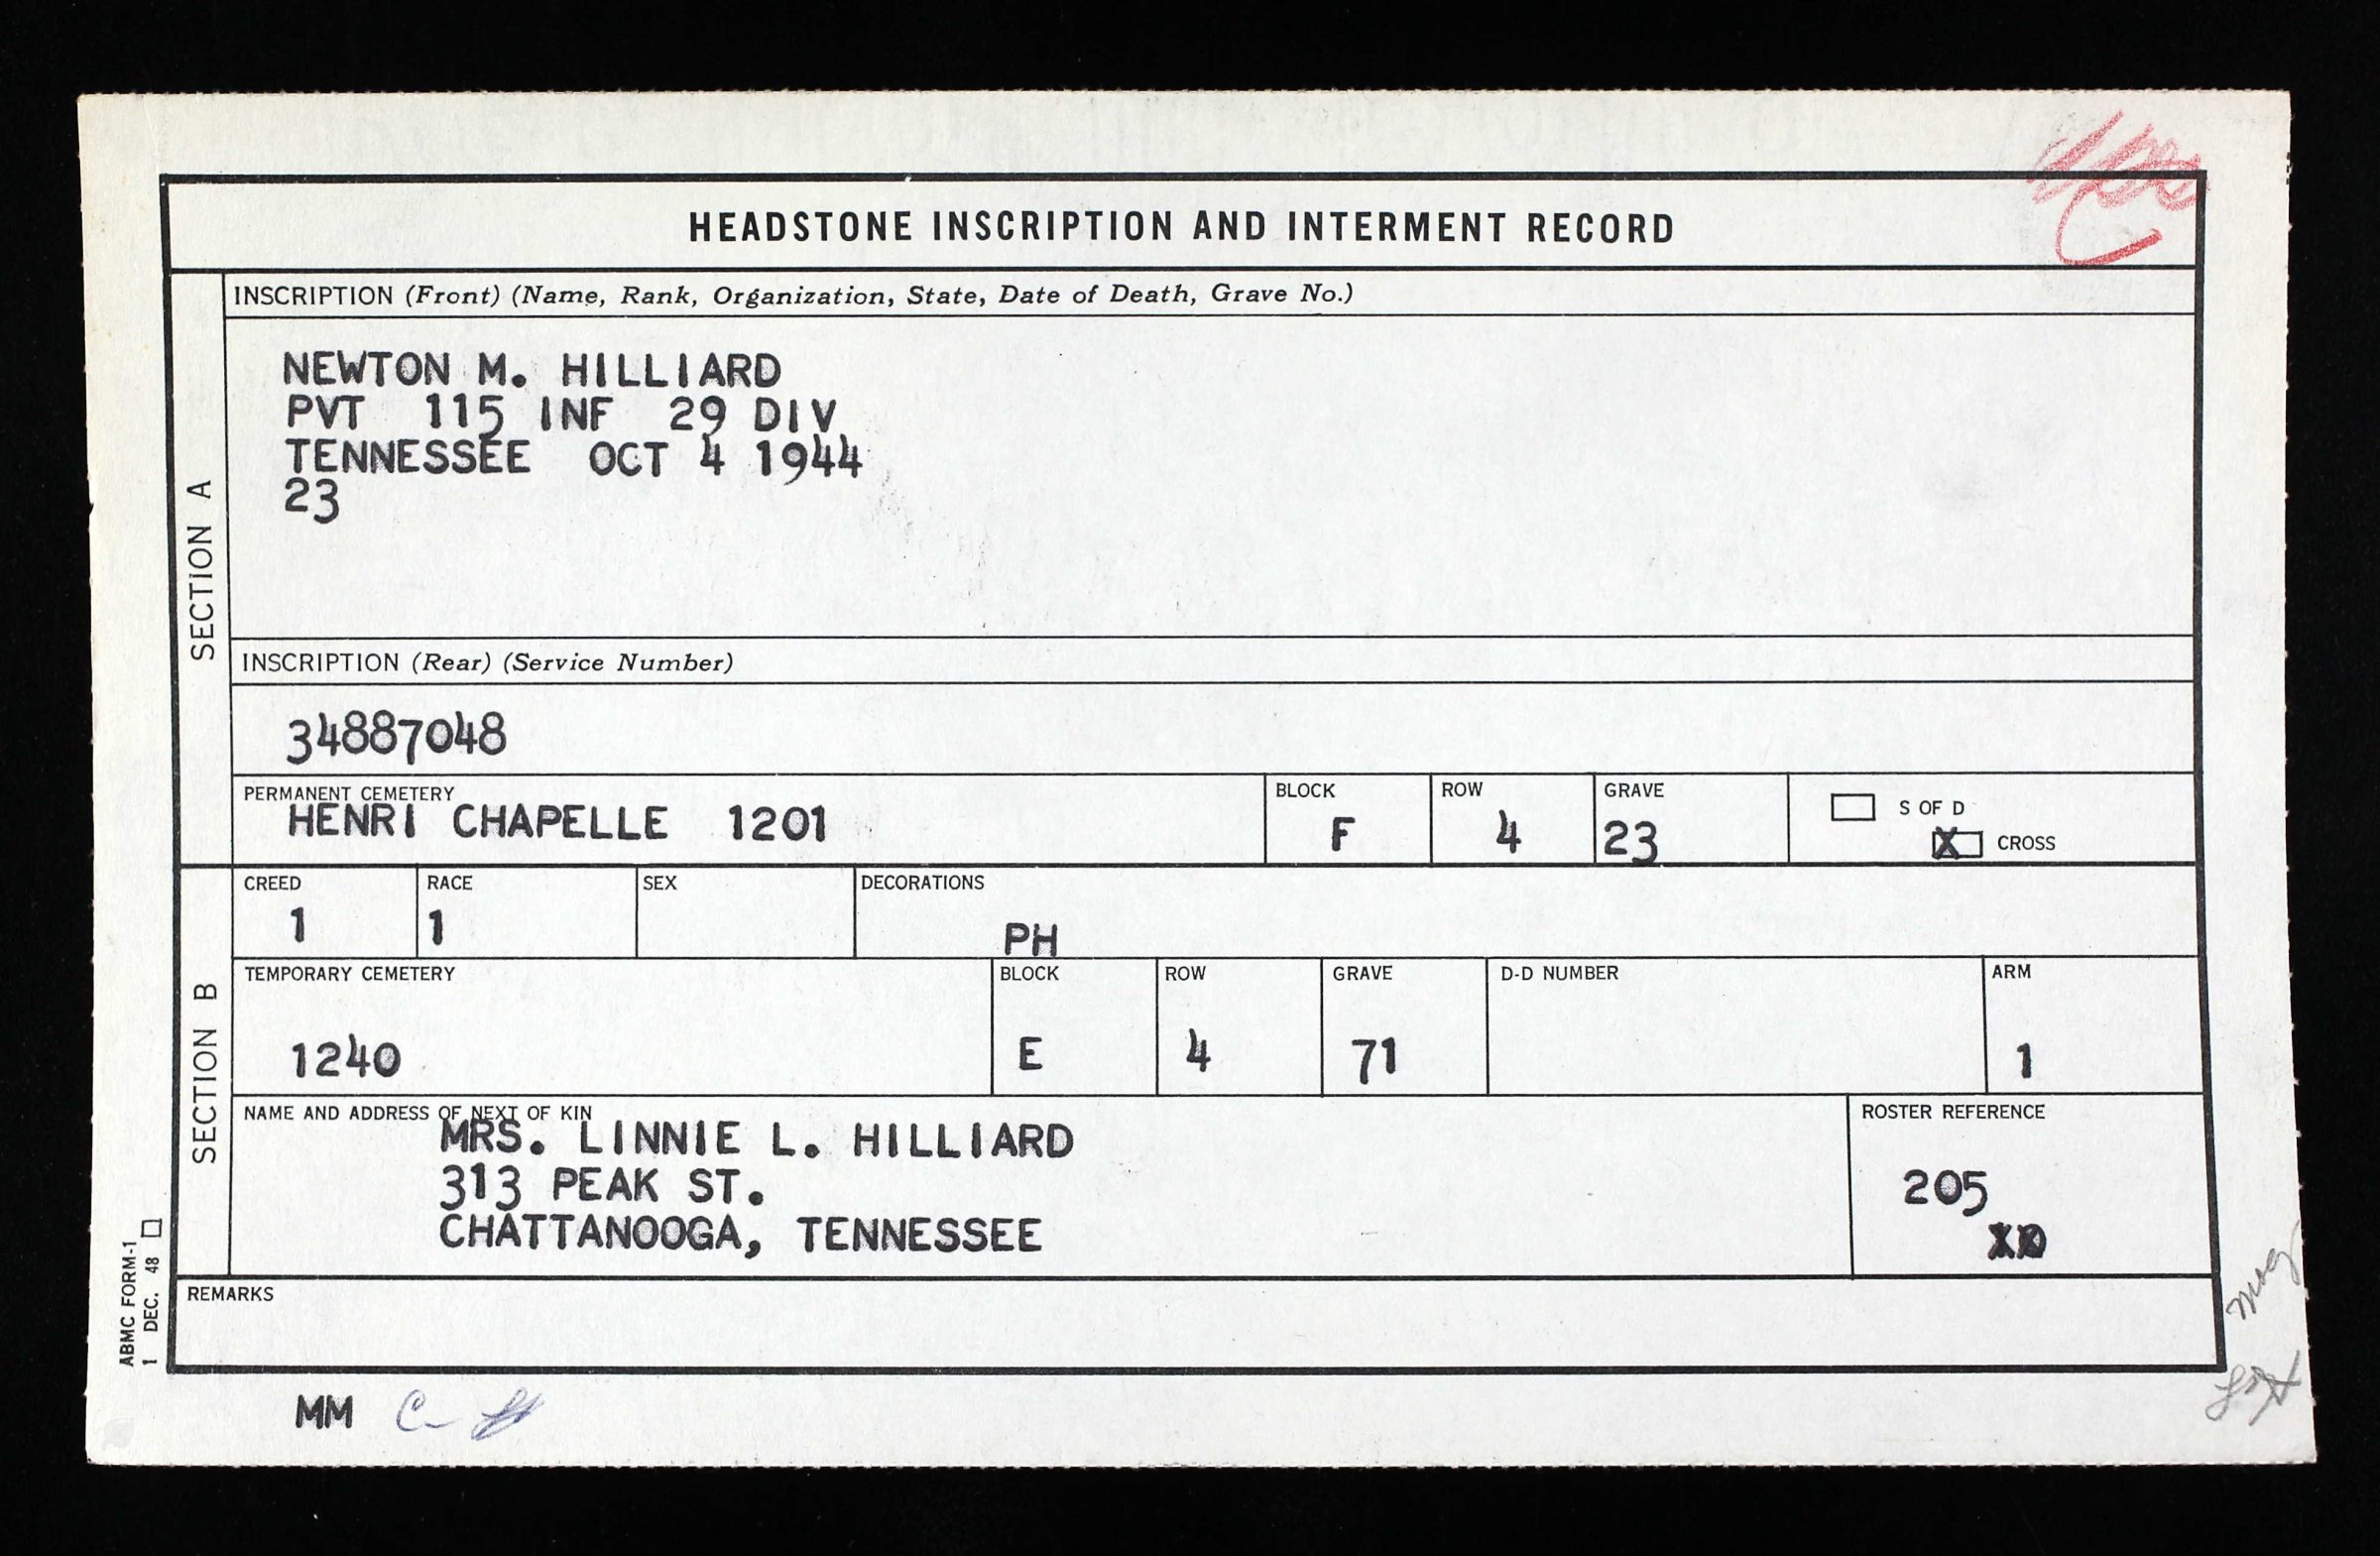 HEADSTONE INSCRIPTION AND INTERMENT RECORD
SECTION A
INSCRIPTION (Front) (Name, Rank, Organization, State, Date of Death, Grave No.)
NEWTON M. HILLIARD
PVT 115 INF 29 DIV
TENNESSEE OCT 4 1944
23
INSCRIPTION (Rear) (Service Number)
34887048
PERMANENT CEMETERY
HENRI CHAPELLE 1201
BLOCK
F
ROW
4
GRAVE
23
S OF D
X CROSS
SECTION B
CREED
1
RACE
1
SEX
DECORATIONS
PH
TEMPORARY CEMETERY
1240
BLOCK
E
ROW
4
GRAVE
71
D-D NUMBER
ARM
1
NAME AND ADDRESS OF NEXT OF KIN
MRS. LINNIE L. HILLIARD
313 PEAK ST.
CHATTANOOGA, TENNESSEE
ROSTER REFERENCE
205
REMARKS
ABMC FORM-1
1 DEC. 48
MM